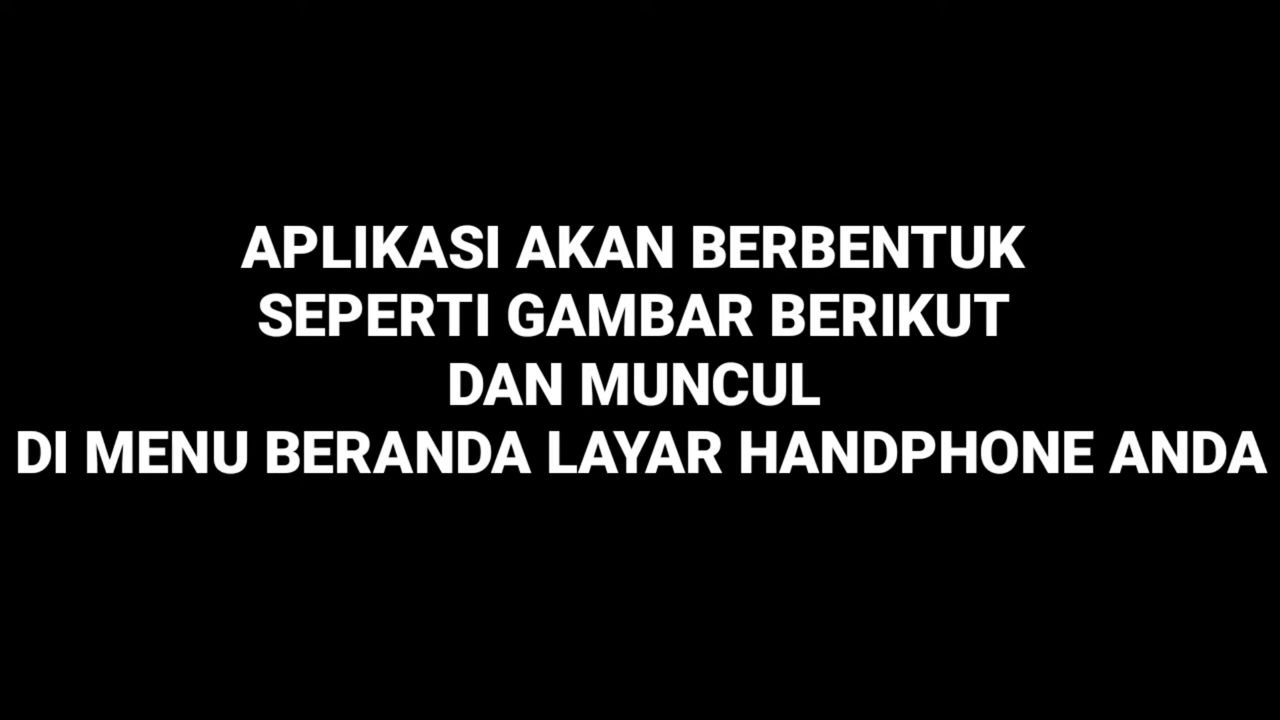 APLIKASI AKAN BERBENTUK
SEPERTI GAMBAR BERIKUT
DAN MUNCUL
DI MENU BERANDA LAYAR HANDPHONE ANDA